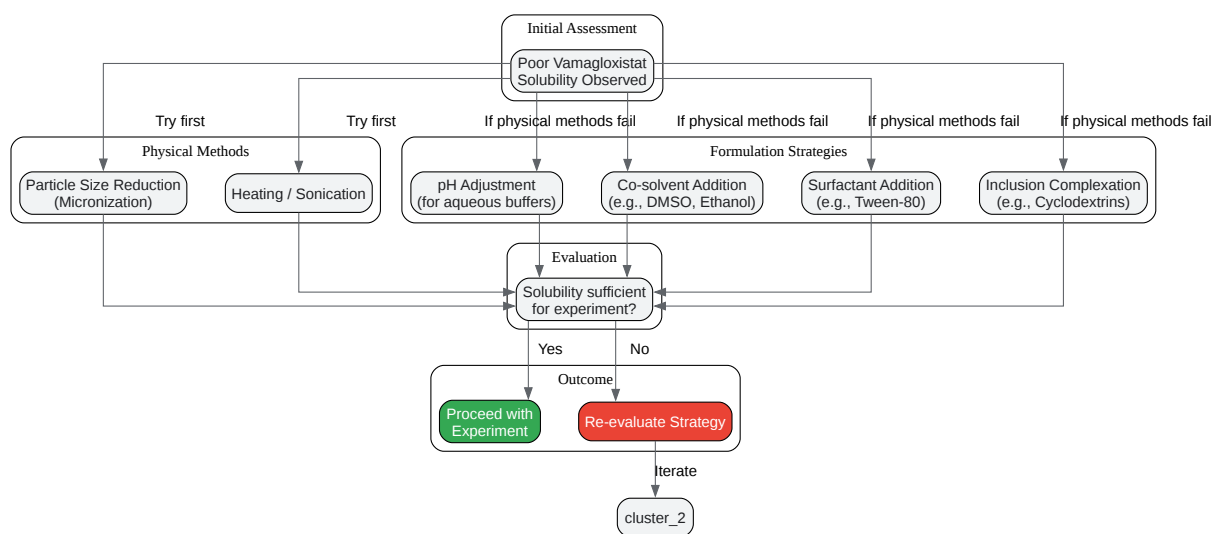 Initial Assessment
Poor Vamagloxistat
Solubility Observed
Try first
Try first
If physical methods fail
If physical methods fail
If physical methods fail
If physical methods fail
Physical Methods
Formulation Strategies
Particle Size Reduction
(Micronization)
Heating / Sonication
pH Adjustment
(for aqueous buffers)
Co-solvent Addition
(e.g., DMSO, Ethanol)
Surfactant Addition
(e.g., Tween-80)
Inclusion Complexation
(e.g., Cyclodextrins)
Evaluation
Solubility sufficient
for experiment?
Yes
No
Outcome
Proceed with
Experiment
Re-evaluate Strategy
Iterate
cluster_2